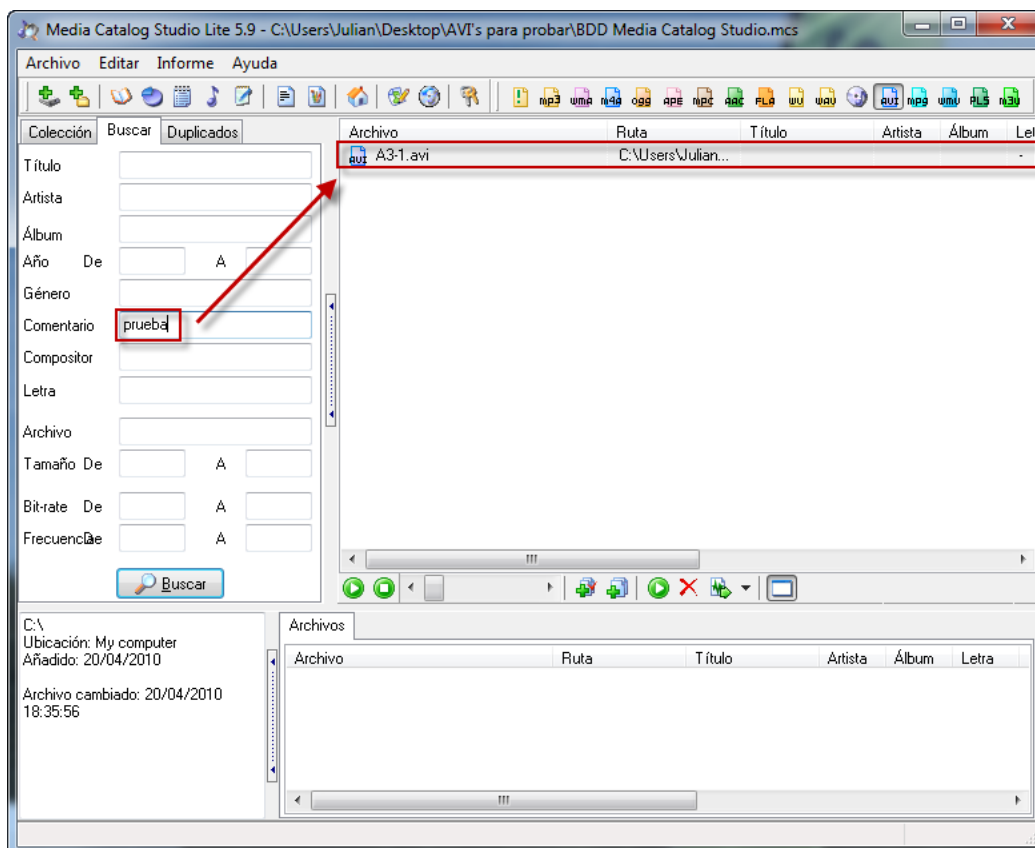 Media Catalog Studio Lite 5.9 - C:\Users\Julian\Desktop\AVI's para probar\BDD Media Catalog Studio.mcs
Archivo Editar Informe Ayuda
mp3 wma m4a ogg APE mpc aac FLA wv wav avi mpg wmv PLS m3u
Colección Buscar Duplicados
Archivo Ruta Título Artista Álbum Let
A3-1.avi C:\Users\Julian... -
Título
Artista
Álbum
Año De A
Género
Comentario prueba
Compositor
Letra
Archivo
Tamaño De A
Bit-rate De A
Frecuencia De A
Buscar
C:\
Ubicación: My computer
Añadido: 20/04/2010
Archivo cambiado: 20/04/2010
18:35:56
Archivos
Archivo Ruta Título Artista Álbum Letra